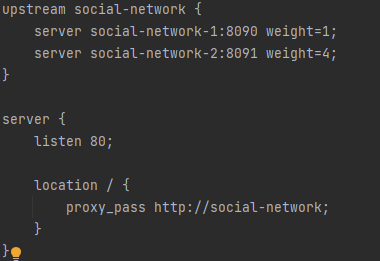 upstream social-network {
    server social-network-1:8090 weight=1;
    server social-network-2:8091 weight=4;
}

server {
    listen 80;

    location / {
        proxy_pass http://social-network;
    }
}